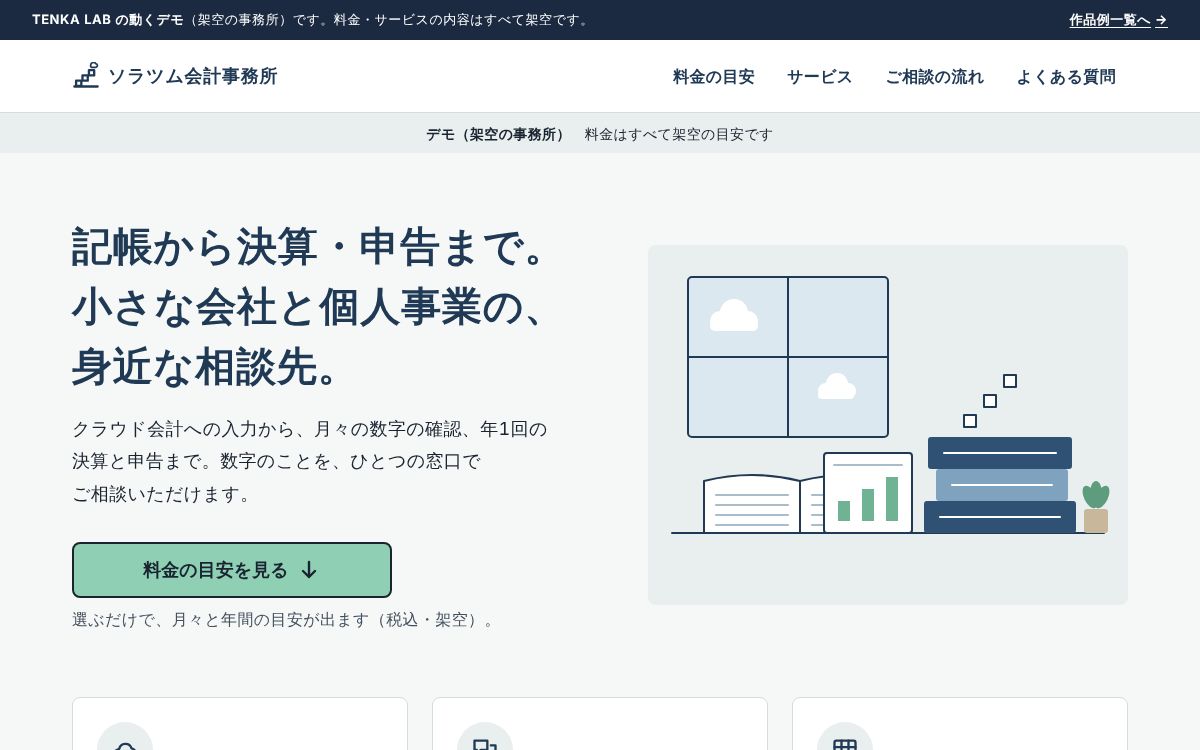 TENKA LAB の動くデモ（架空の事務所）です。料金・サービスの内容はすべて架空です。
作品例一覧へ →
ソラツム会計事務所
料金の目安 サービス ご相談の流れ よくある質問
デモ（架空の事務所） 料金はすべて架空の目安です
記帳から決算・申告まで。
小さな会社と個人事業の、
身近な相談先。
クラウド会計への入力から、月々の数字の確認、年1回の
決算と申告まで。数字のことを、ひとつの窓口で
ご相談いただけます。
料金の目安を見る ↓
選ぶだけで、月々と年間の目安が出ます（税込・架空）。